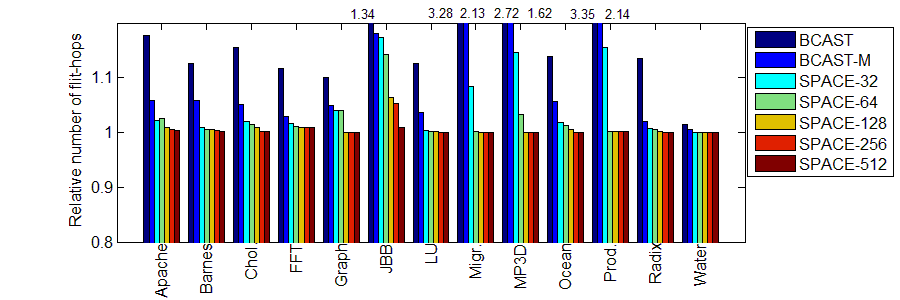 1.34 3.28 2.13 2.72 1.62 3.35 2.14
BCAST
BCAST-M
SPACE-32
SPACE-64
SPACE-128
SPACE-256
SPACE-512
Relative number of flit-hops
1.1
1
0.9
0.8
Apache
Barnes
Chol.
FFT
Graph
JBB
LU
Migr.
MP3D
Ocean
Prod.
Radix
Water